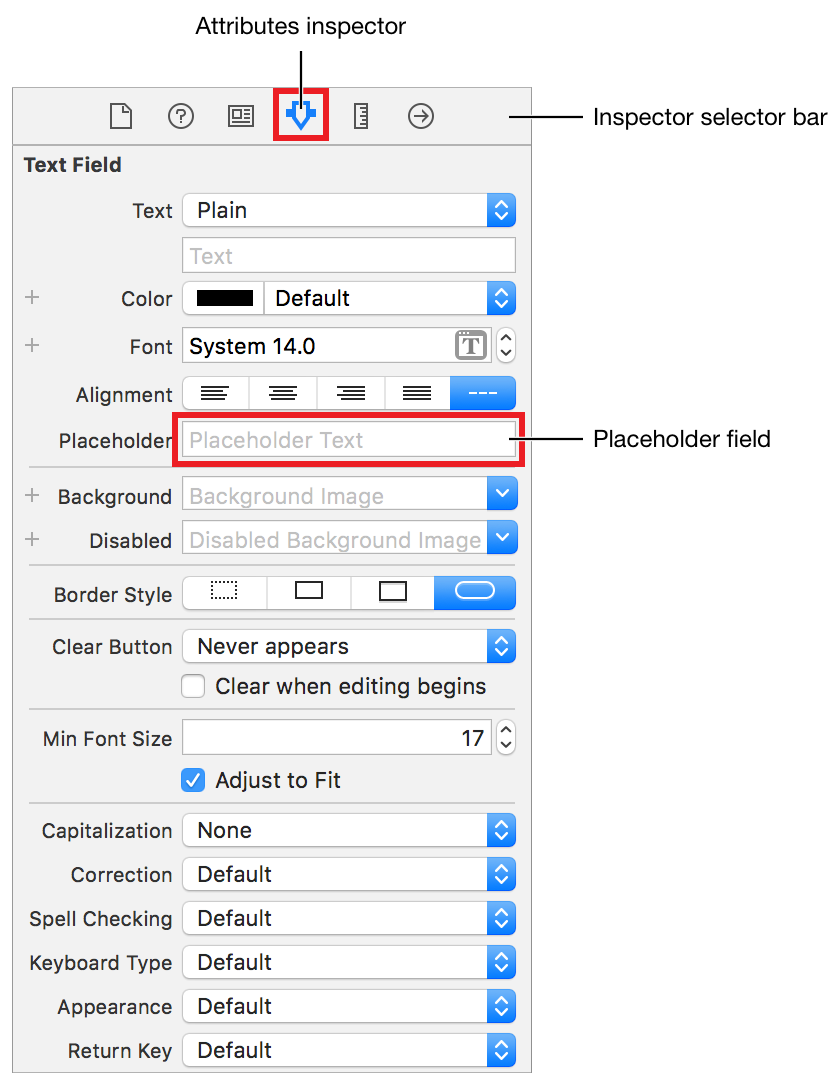 Attributes inspector
?
Inspector selector bar
Text Field
Text Plain
Text
+ Color Default
+ Font System 14.0 T
Alignment
Placeholder Placeholder Text
Placeholder field
+ Background Background Image
+ Disabled Disabled Background Image
Border Style
Clear Button Never appears
Clear when editing begins
Min Font Size 17
Adjust to Fit
Capitalization None
Correction Default
Spell Checking Default
Keyboard Type Default
Appearance Default
Return Key Default